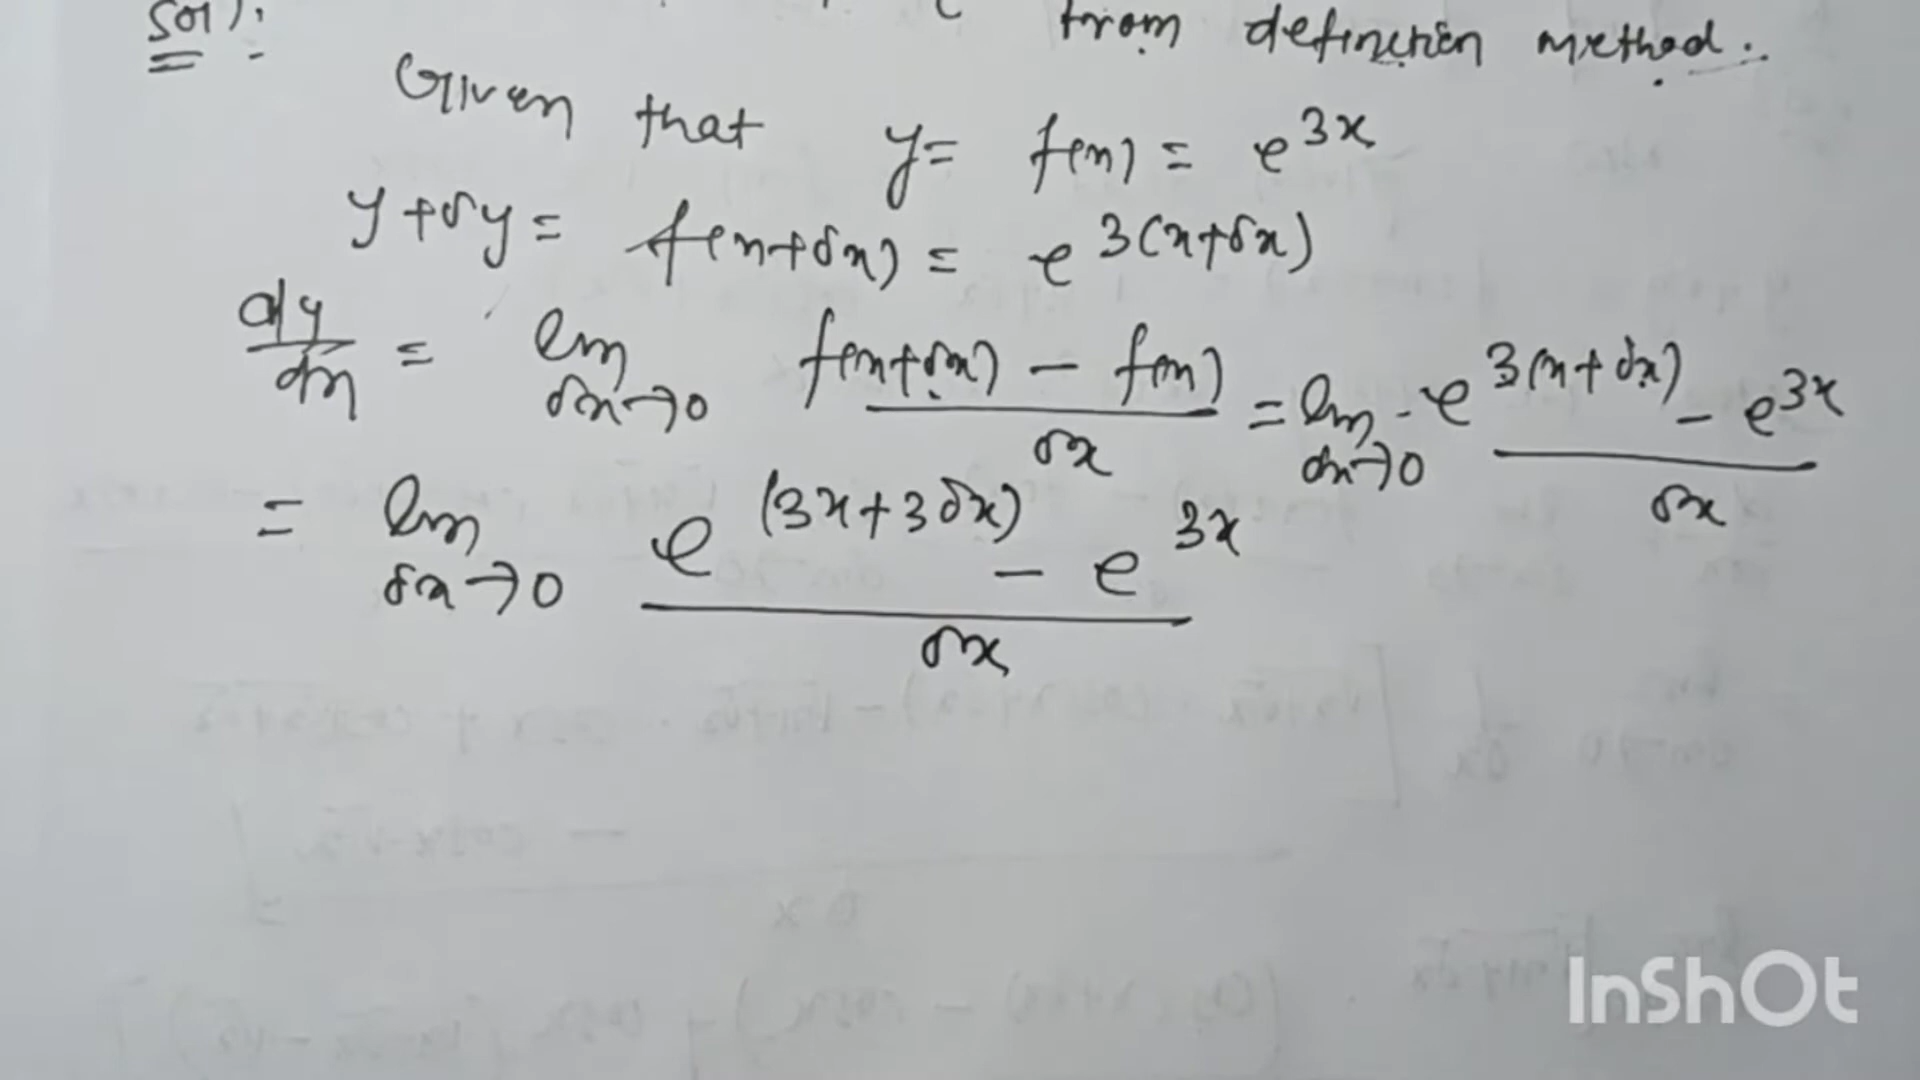 Sol): from definition method.
Given that y = f(x) = e^{3x}
y+δy = f(x+δx) = e^{3(x+δx)}
dy/dx = lim_{δx→0} (f(x+δx) - f(x))/δx = lim_{δx→0} (e^{3(x+δx)} - e^{3x})/δx
= lim_{δx→0} (e^{(3x+3δx)} - e^{3x})/δx
InShOt